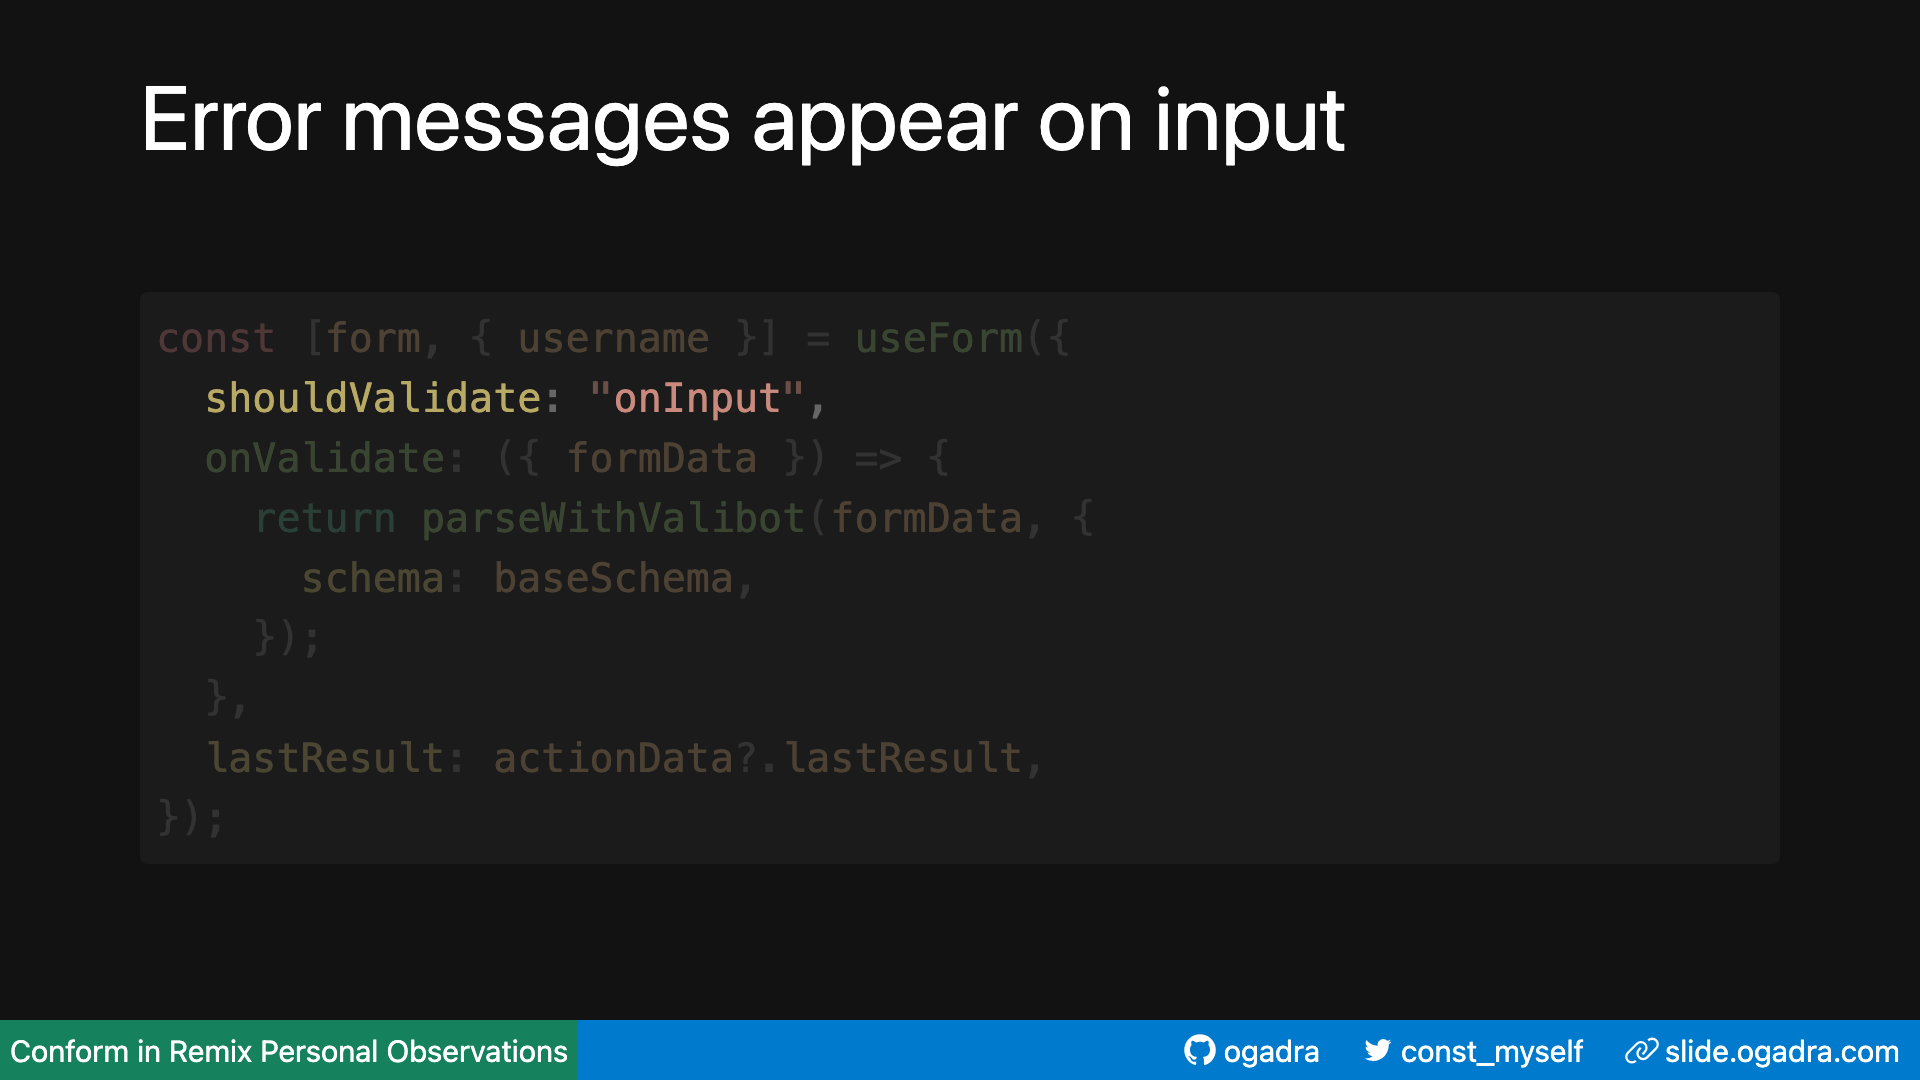 Error messages appear on input
const [form, { username }] = useForm({
  shouldValidate: "onInput",
  onValidate: ({ formData }) => {
    return parseWithValibot(formData, {
      schema: baseSchema,
    });
  },
  lastResult: actionData?.lastResult,
});
Conform in Remix Personal Observations
ogadra
const_myself
slide.ogadra.com